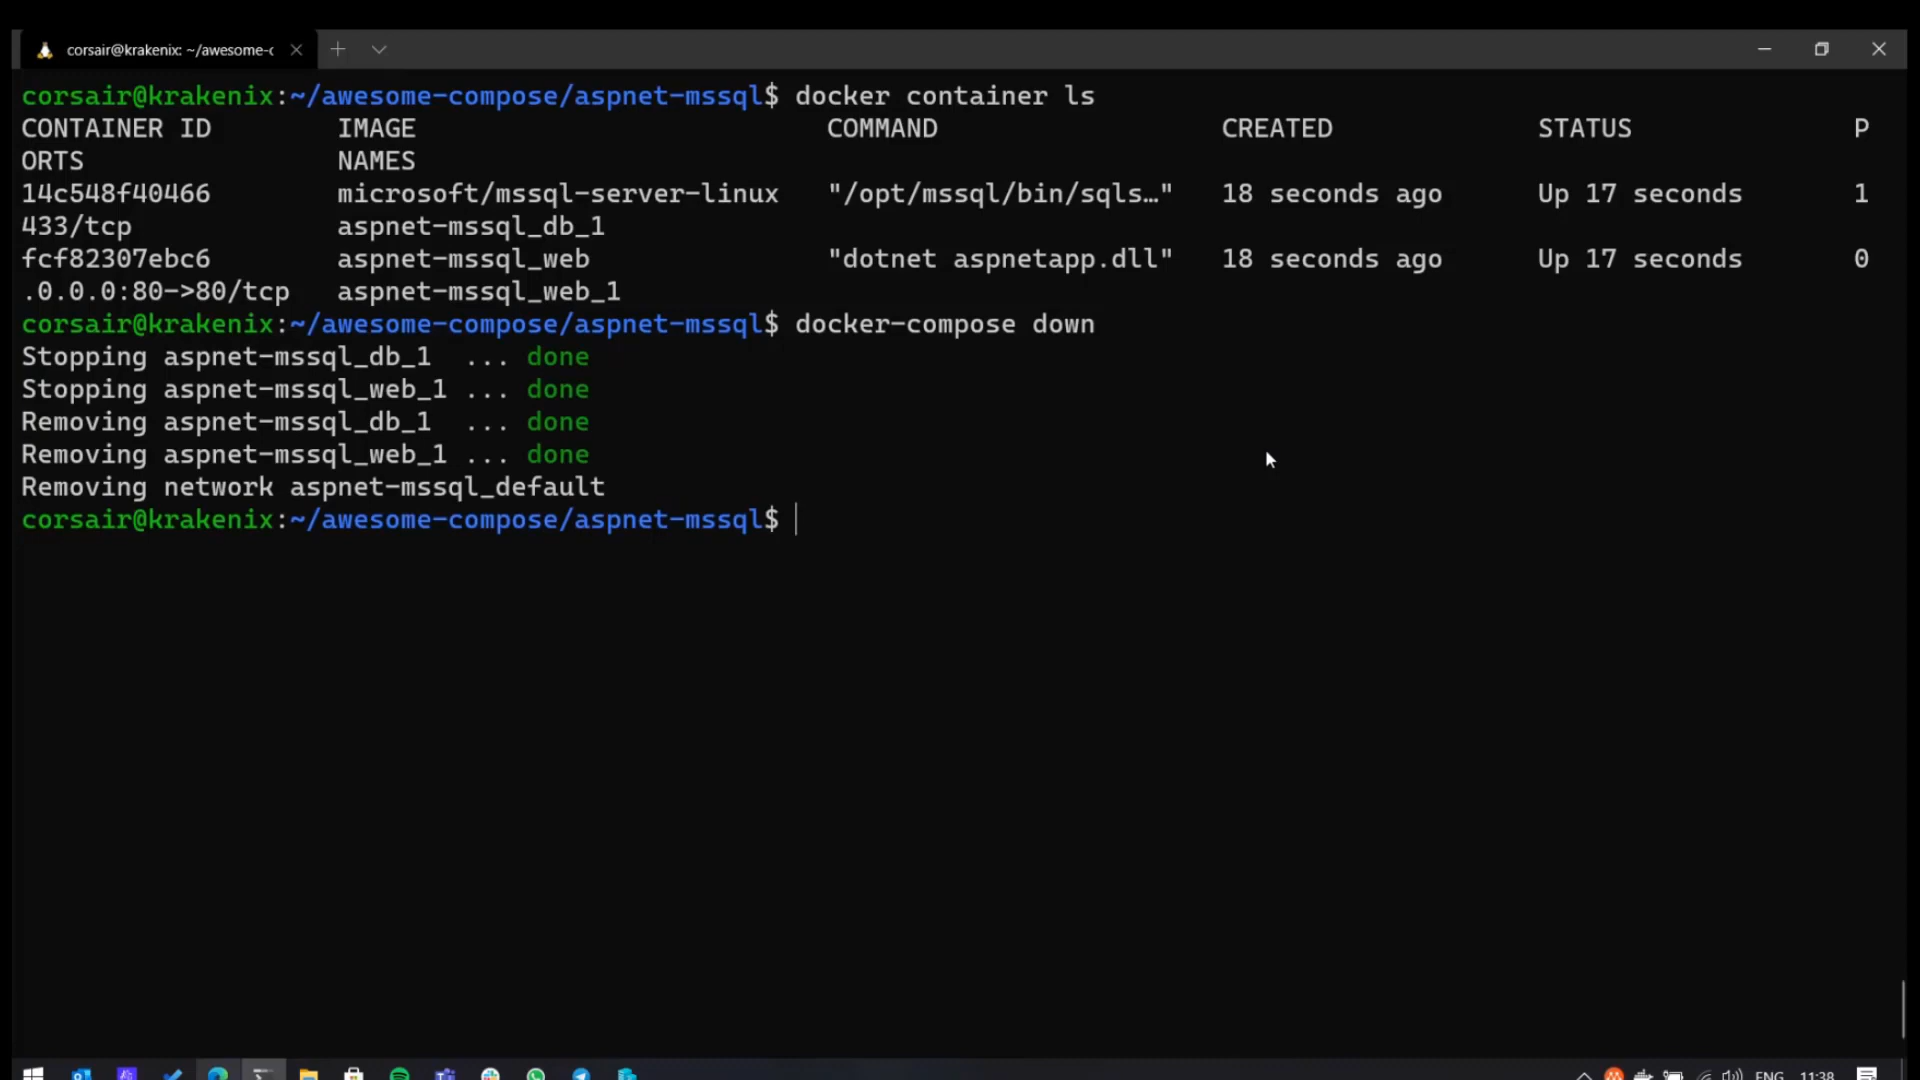 corsair@krakenix: ~/awesome-c
corsair@krakenix:~/awesome-compose/aspnet-mssql$ docker container ls
CONTAINER ID IMAGE COMMAND CREATED STATUS P
ORTS NAMES
14c548f40466 microsoft/mssql-server-linux "/opt/mssql/bin/sqls…" 18 seconds ago Up 17 seconds 1
433/tcp aspnet-mssql_db_1
fcf82307ebc6 aspnet-mssql_web "dotnet aspnetapp.dll" 18 seconds ago Up 17 seconds 0
.0.0.0:80->80/tcp aspnet-mssql_web_1
corsair@krakenix:~/awesome-compose/aspnet-mssql$ docker-compose down
Stopping aspnet-mssql_db_1 ... done
Stopping aspnet-mssql_web_1 ... done
Removing aspnet-mssql_db_1 ... done
Removing aspnet-mssql_web_1 ... done
Removing network aspnet-mssql_default
corsair@krakenix:~/awesome-compose/aspnet-mssql$
ENG 11:38